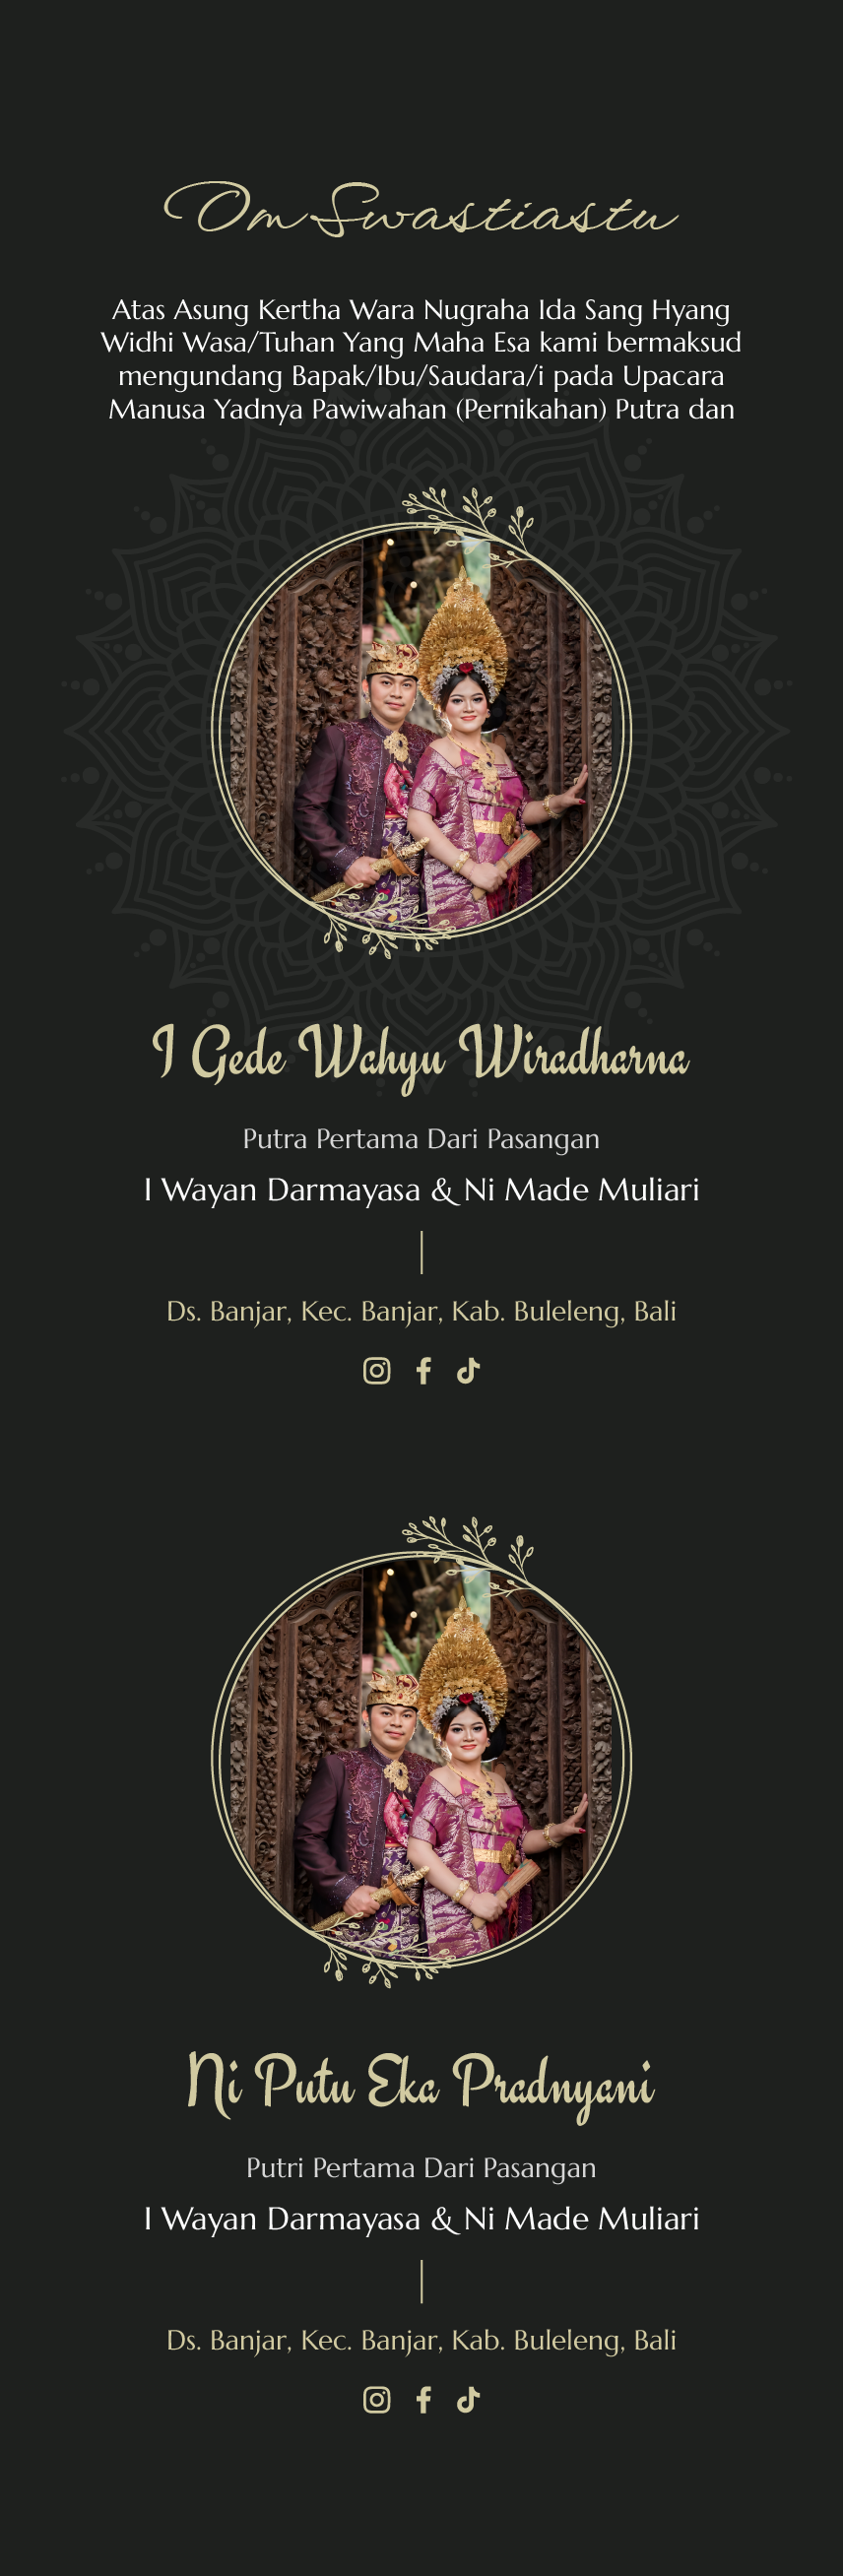 Om Swastiastu
Atas Asung Kertha Wara Nugraha Ida Sang Hyang
Widhi Wasa/Tuhan Yang Maha Esa kami bermaksud
mengundang Bapak/Ibu/Saudara/i pada Upacara
Manusa Yadnya Pawiwahan (Pernikahan) Putra dan
I Gede Wahyu Wiradharna
Putra Pertama Dari Pasangan
I Wayan Darmayasa & Ni Made Muliari
Ds. Banjar, Kec. Banjar, Kab. Buleleng, Bali
Ni Putu Eka Pradnyani
Putri Pertama Dari Pasangan
I Wayan Darmayasa & Ni Made Muliari
Ds. Banjar, Kec. Banjar, Kab. Buleleng, Bali